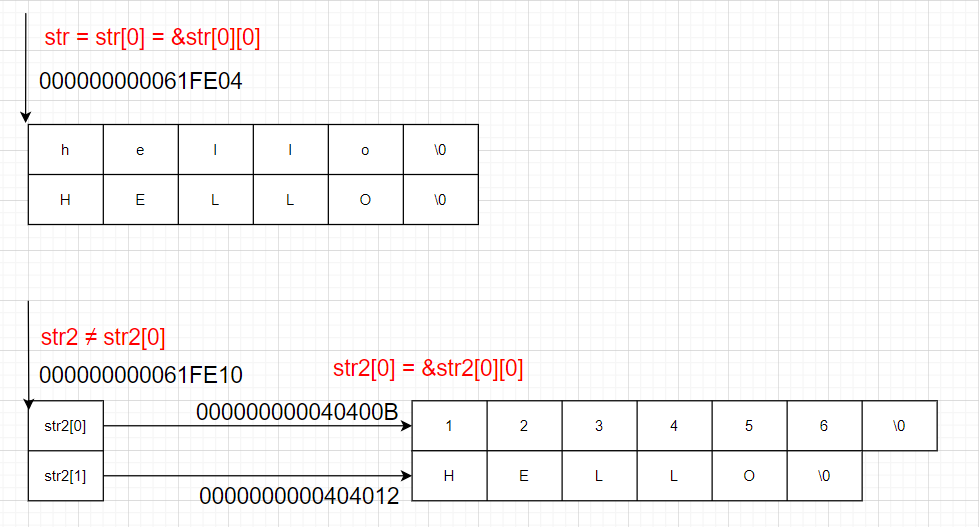 str = str[0] = &str[0][0]
000000000061FE04
h e l l o \0
H E L L O \0
str2 ≠ str2[0]
000000000061FE10
str2[0] = &str2[0][0]
000000000040400B
str2[0] 1 2 3 4 5 6 \0
str2[1] H E L L O \0
0000000000404012